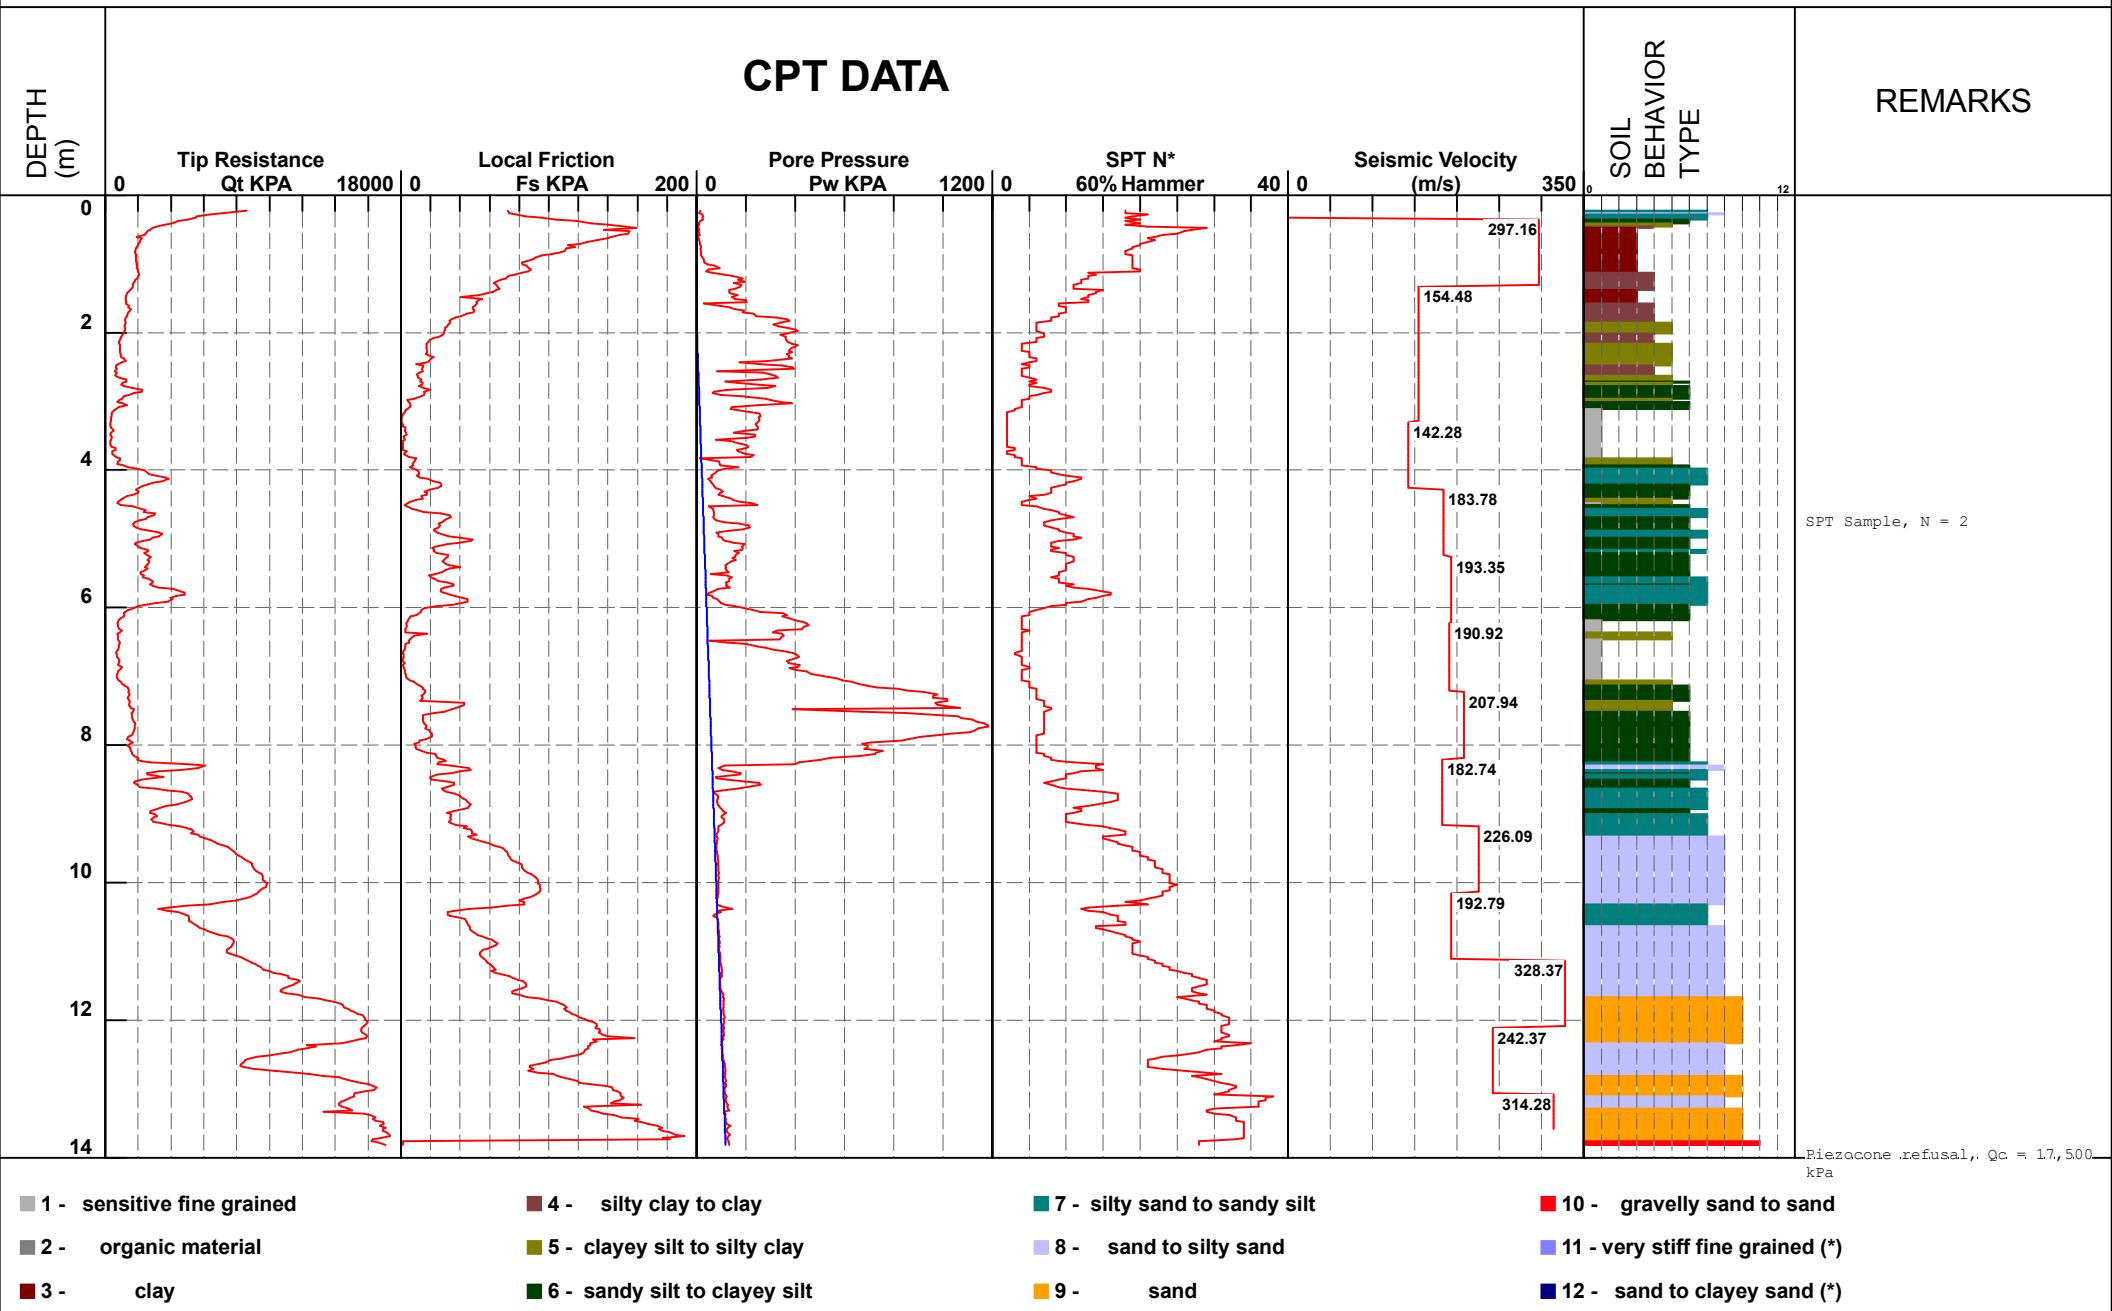 CPT DATA
DEPTH
(m)
SOIL
BEHAVIOR
TYPE
REMARKS
Tip Resistance
0 Qt KPA 18000
Local Friction
0 Fs KPA 200
Pore Pressure
0 Pw KPA 1200
SPT N*
0 60% Hammer 40
Seismic Velocity
0 (m/s) 350
0 12
0
2
4
6
8
10
12
14
297.16
154.48
142.28
183.78
193.35
190.92
207.94
182.74
226.09
192.79
328.37
242.37
314.28
SPT Sample, N = 2
Piezocone refusal, Qc = 17,500
kPa
1 - sensitive fine grained
2 - organic material
3 - clay
4 - silty clay to clay
5 - clayey silt to silty clay
6 - sandy silt to clayey silt
7 - silty sand to sandy silt
8 - sand to silty sand
9 - sand
10 - gravelly sand to sand
11 - very stiff fine grained (*)
12 - sand to clayey sand (*)